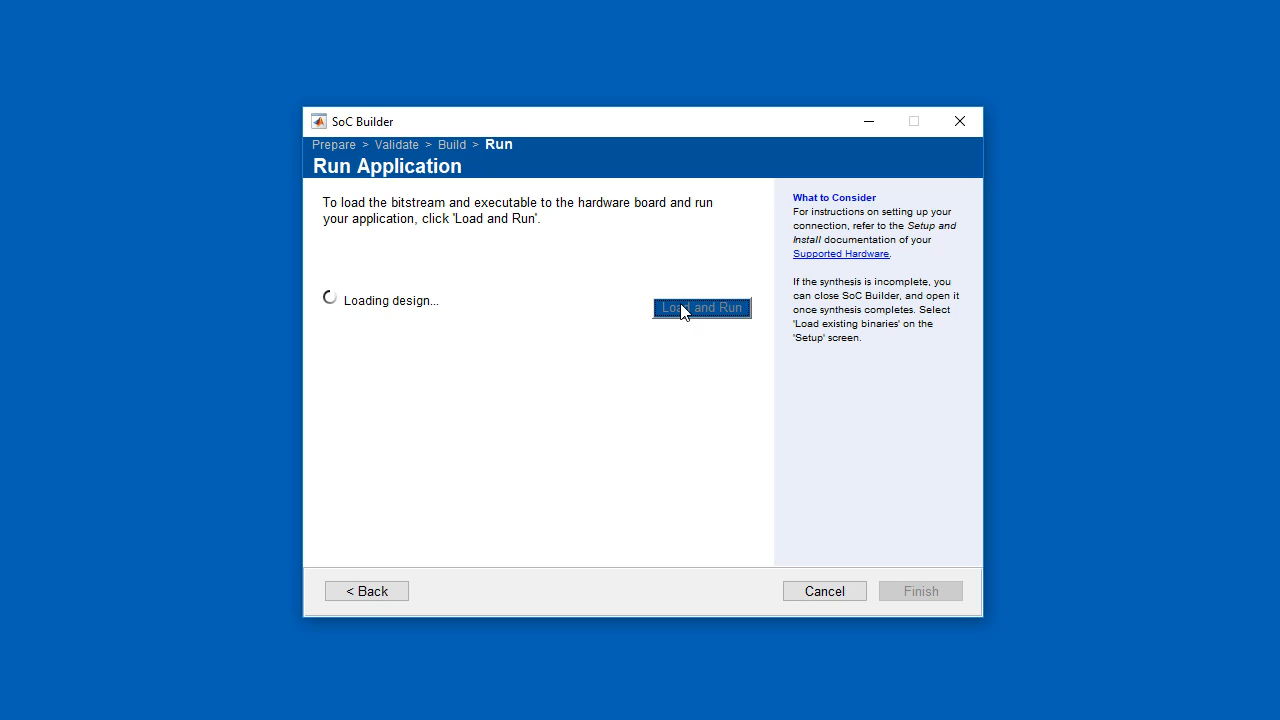 SoC Builder
Prepare > Validate > Build > Run
Run Application
To load the bitstream and executable to the hardware board and run
your application, click 'Load and Run'.
Loading design...
Load and Run
What to Consider
For instructions on setting up your
connection, refer to the Setup and
Install documentation of your
Supported Hardware.
If the synthesis is incomplete, you
can close SoC Builder, and open it
once synthesis completes. Select
'Load existing binaries' on the
'Setup' screen.
< Back
Cancel
Finish